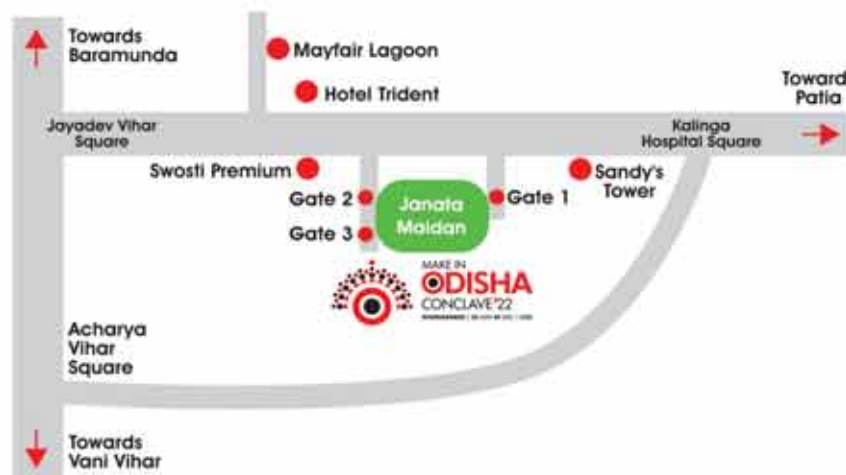 Towards
Baramunda
Mayfair Lagoon
Hotel Trident
Toward
Patia
Jayadev Vihar
Square
Kalinga
Hospital Square
Swosti Premium
Sandy's
Tower
Gate 2
Gate 1
Janata
Maidan
Gate 3
MAKE IN
ODISHA
CONCLAVE'22
Acharya
Vihar
Square
Towards
Vani Vihar